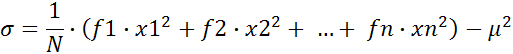 σ = 1/N · (f1 · x1² + f2 · x2² + … + fn · xn²) − μ²